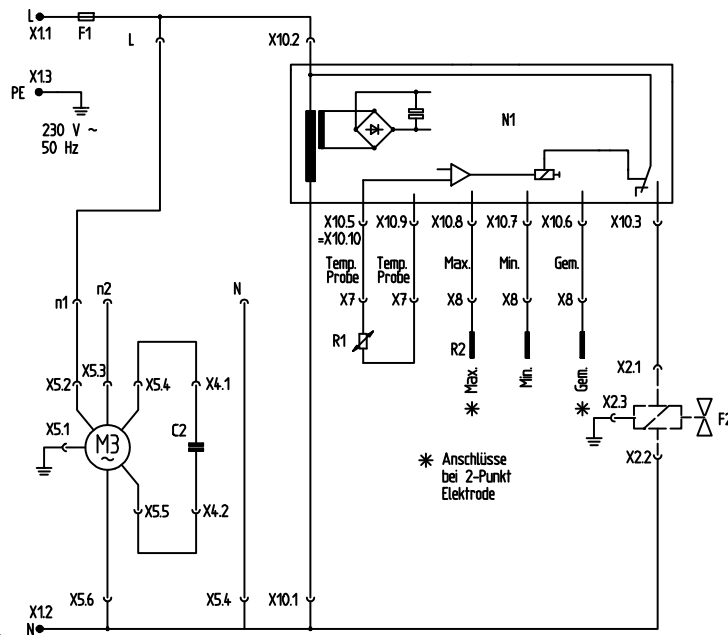 L
X1.1
F1
L
X10.2
X1.3
PE
230 V ~
50 Hz
N1
X10.5
=X10.10
X10.9
X10.8
X10.7
X10.6
X10.3
Temp.
Probe
Temp.
Probe
Max.
Min.
Gem.
n1
n2
N
X7
X7
X8
X8
X8
R1
R2
Max.
Min.
Gem.
X2.1
X5.2
X5.3
X5.4
X4.1
X2.3
F2
X5.1
M3
~
C2
X2.2
* Anschlüsse
bei 2-Punkt
Elektrode
X5.5
X4.2
X5.6
X5.4
X10.1
X1.2
N